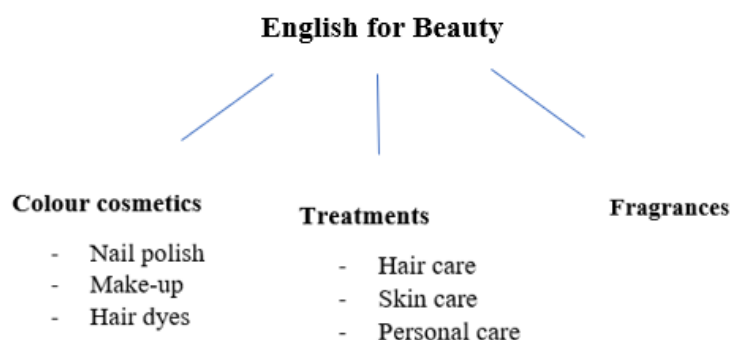 English for Beauty
Colour cosmetics
- Nail polish
- Make-up
- Hair dyes
Treatments
- Hair care
- Skin care
- Personal care
Fragrances